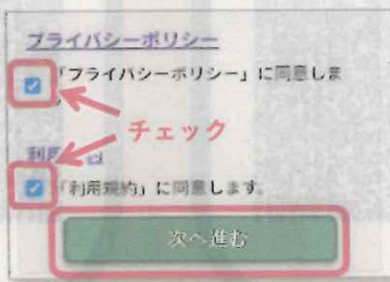 プライバシーポリシー
「プライバシーポリシー」に同意しま
チェック
利用
「利用規約」に同意します。
次へ進む